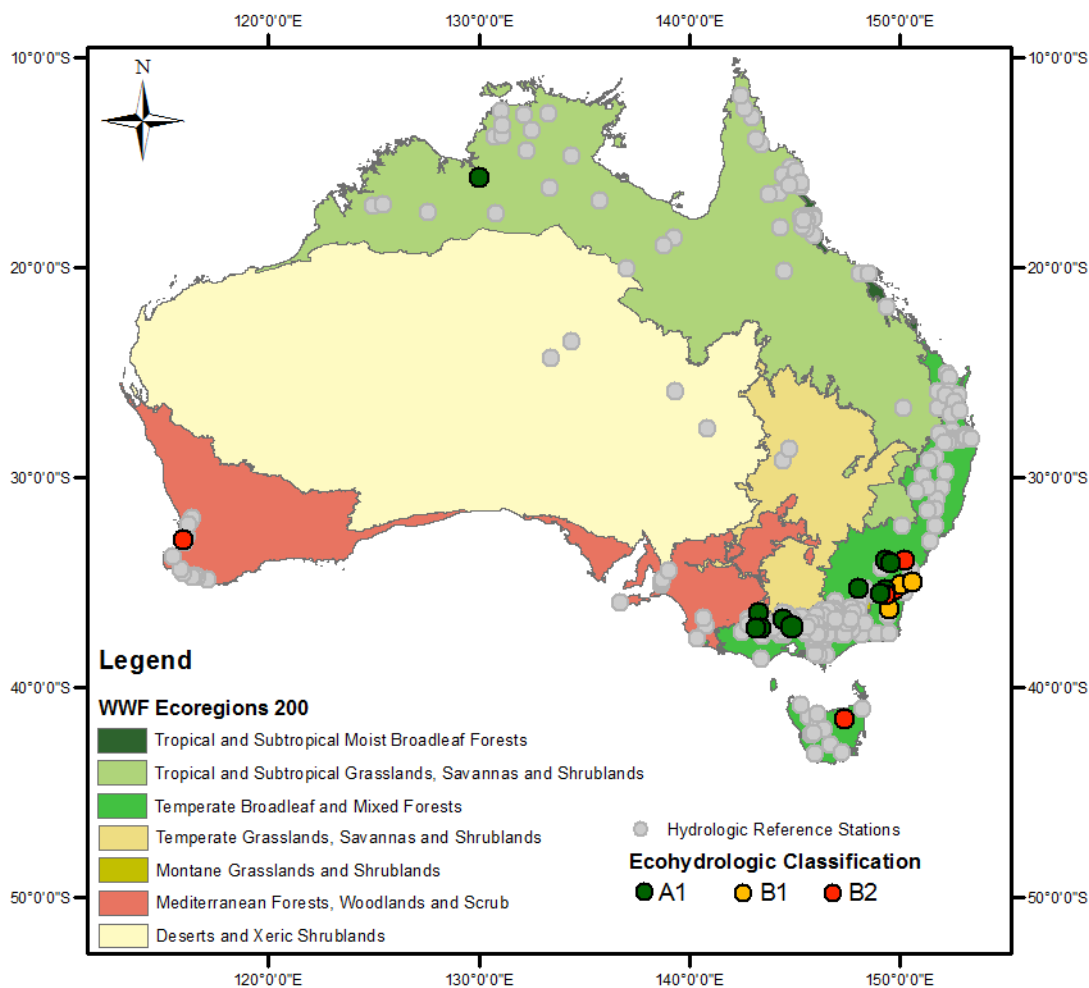 120°0'0"E 130°0'0"E 140°0'0"E 150°0'0"E
10°0'0"S 10°0'0"S
N
20°0'0"S 20°0'0"S
30°0'0"S 30°0'0"S
40°0'0"S 40°0'0"S
50°0'0"S 50°0'0"S
Legend
WWF Ecoregions 200
Tropical and Subtropical Moist Broadleaf Forests
Tropical and Subtropical Grasslands, Savannas and Shrublands
Temperate Broadleaf and Mixed Forests
Temperate Grasslands, Savannas and Shrublands
Montane Grasslands and Shrublands
Mediterranean Forests, Woodlands and Scrub
Deserts and Xeric Shrublands
Hydrologic Reference Stations
Ecohydrologic Classification
A1 B1 B2
120°0'0"E 130°0'0"E 140°0'0"E 150°0'0"E